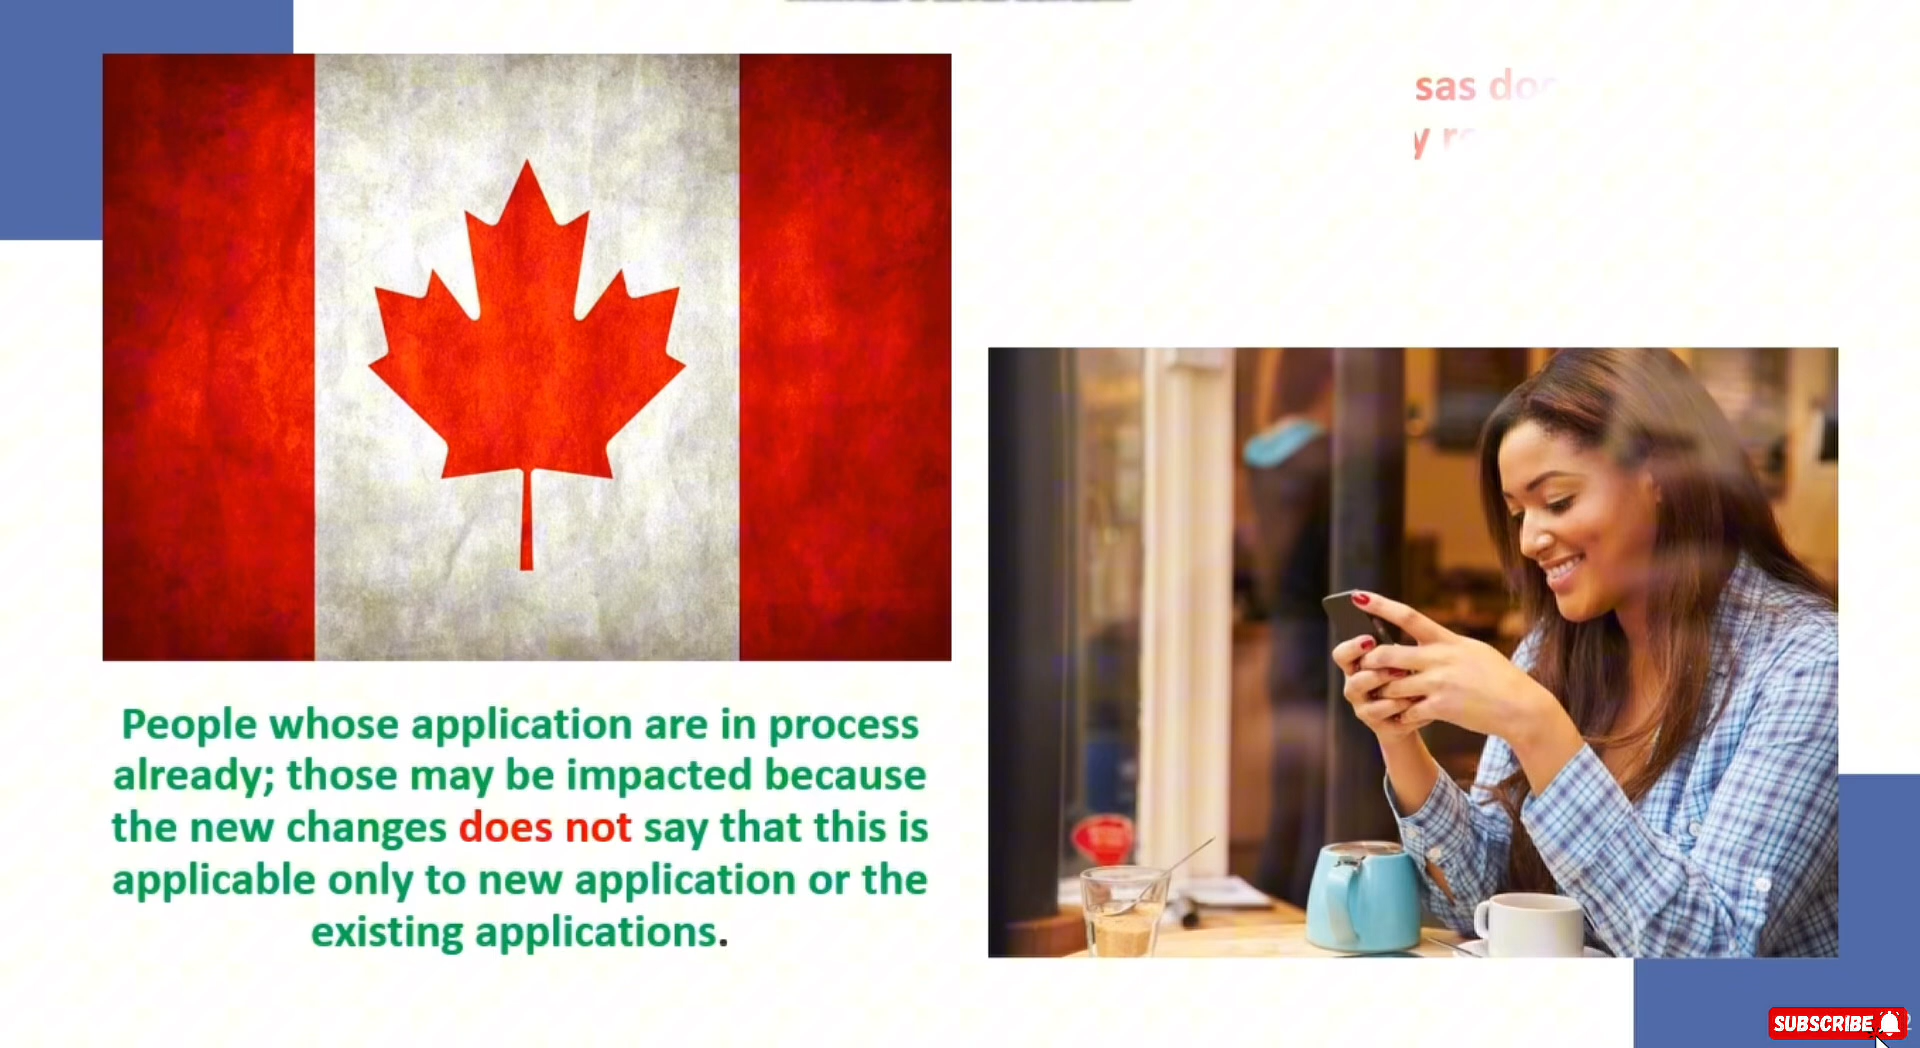 People whose application are in process
already; those may be impacted because
the new changes does not say that this is
applicable only to new application or the
existing applications.
SUBSCRIBE